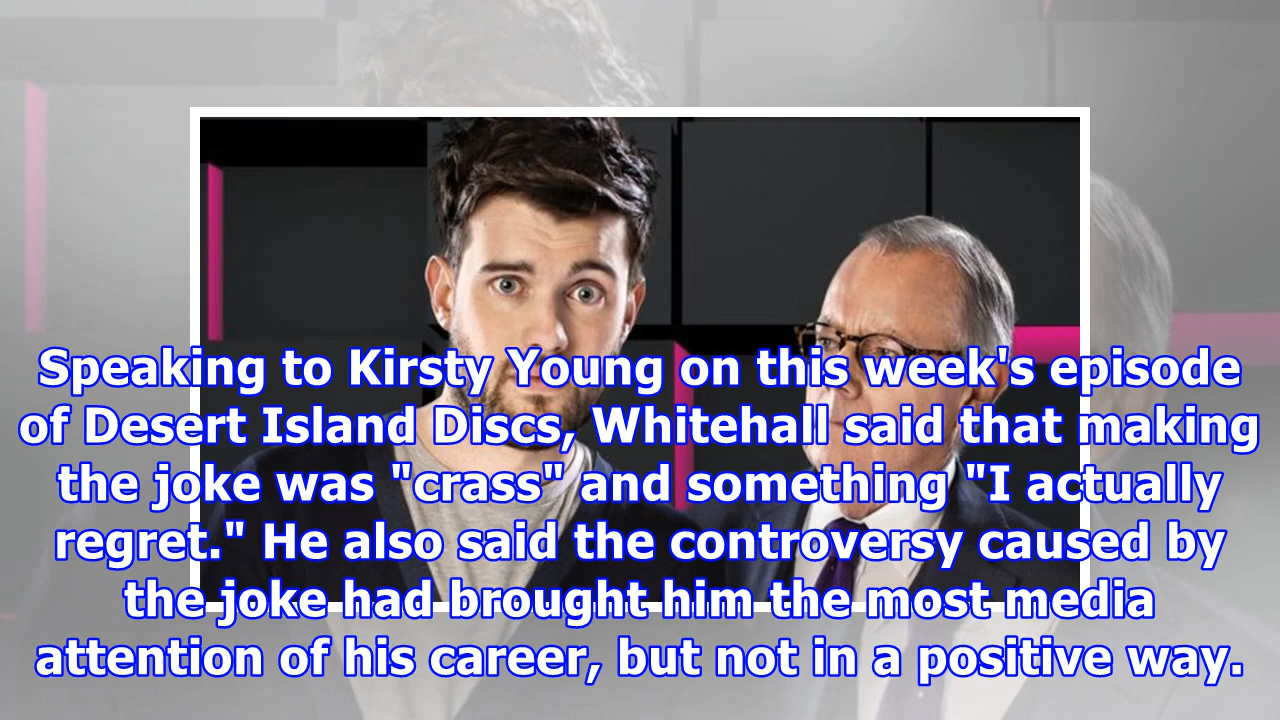 Speaking to Kirsty Young on this week's episode
of Desert Island Discs, Whitehall said that making
the joke was "crass" and something "I actually
regret." He also said the controversy caused by
the joke had brought him the most media
attention of his career, but not in a positive way.